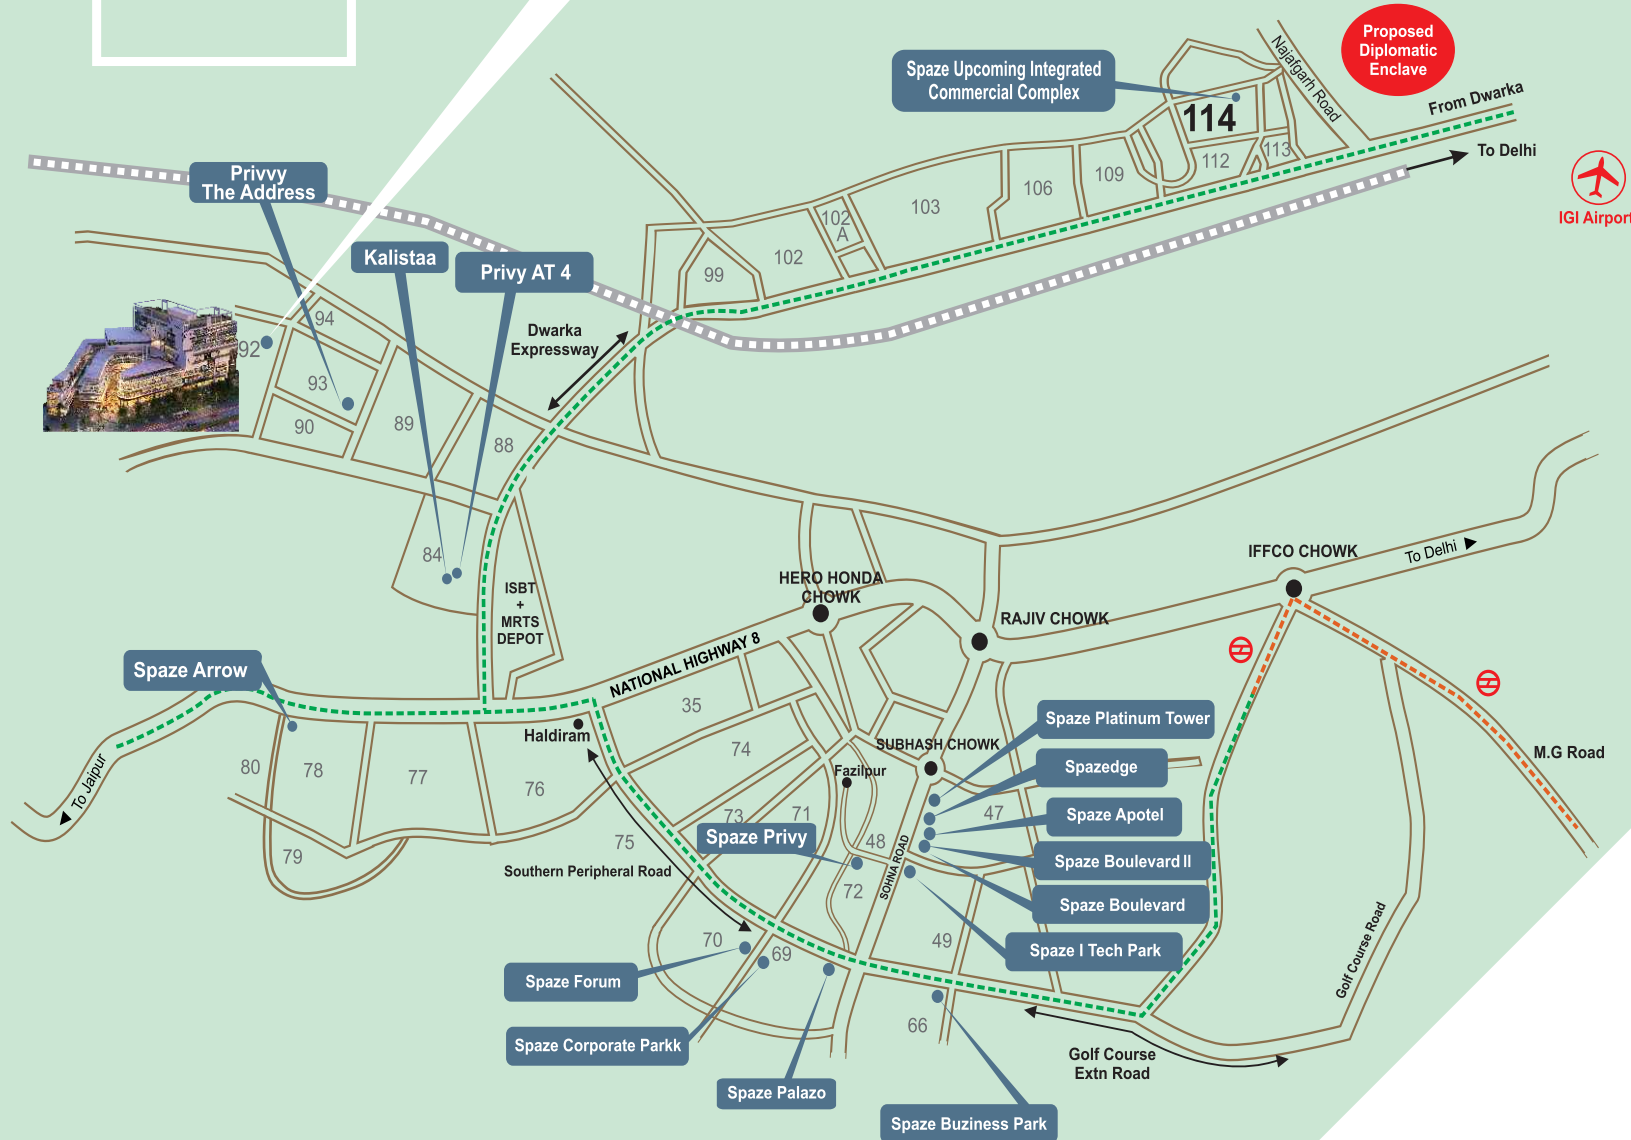 Proposed
Diplomatic
Enclave
Najafgarh Road
Spaze Upcoming Integrated
Commercial Complex
114
From Dwarka
To Delhi
IGI Airport
113
112
109
106
103
102
A
102
99
Privvy
The Address
Kalistaa
Privy AT 4
Dwarka
Expressway
94
92
93
90
89
88
84
ISBT
+
MRTS
DEPOT
HERO HONDA
CHOWK
RAJIV CHOWK
IFFCO CHOWK
To Delhi
NATIONAL HIGHWAY 8
Spaze Arrow
Haldiram
To Jaipur
80
78
77
76
79
75
35
74
73
71
SUBHASH CHOWK
Fazilpur
48
47
72
SOHNA ROAD
Spaze Platinum Tower
Spazedge
Spaze Apotel
Spaze Boulevard II
Spaze Boulevard
Spaze I Tech Park
Spaze Privy
M.G Road
Southern Peripheral Road
70
69
49
66
Spaze Forum
Spaze Corporate Parkk
Spaze Palazo
Spaze Buziness Park
Golf Course
Extn Road
Golf Course Road